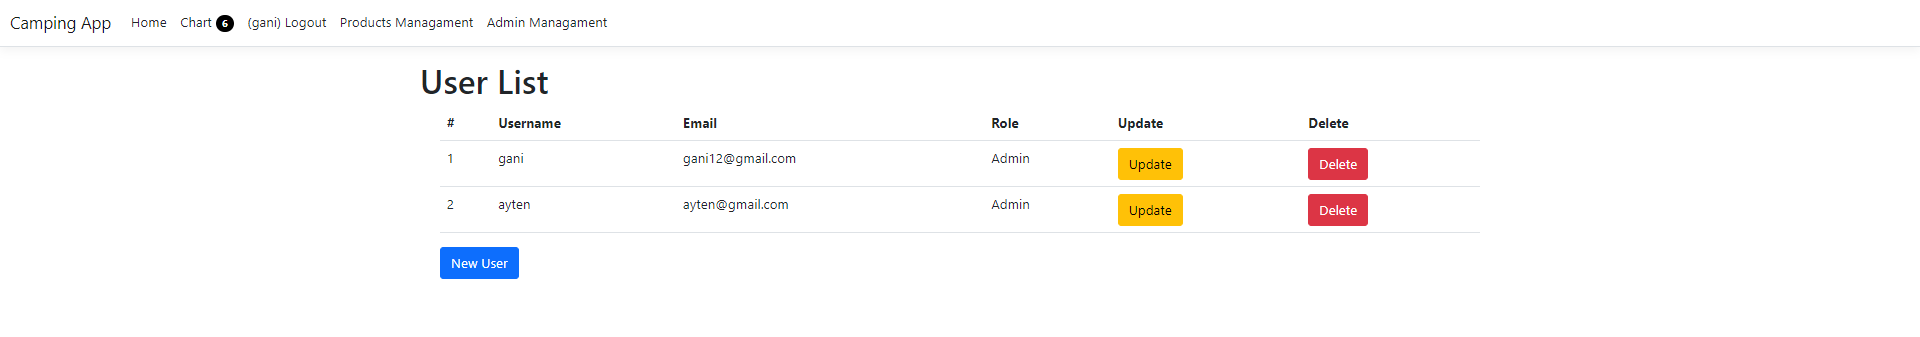 Camping App Home Chart 6 (gani) Logout Products Managament Admin Managament
User List
# Username Email Role Update Delete
1 gani gani12@gmail.com Admin Update Delete
2 ayten ayten@gmail.com Admin Update Delete
New User